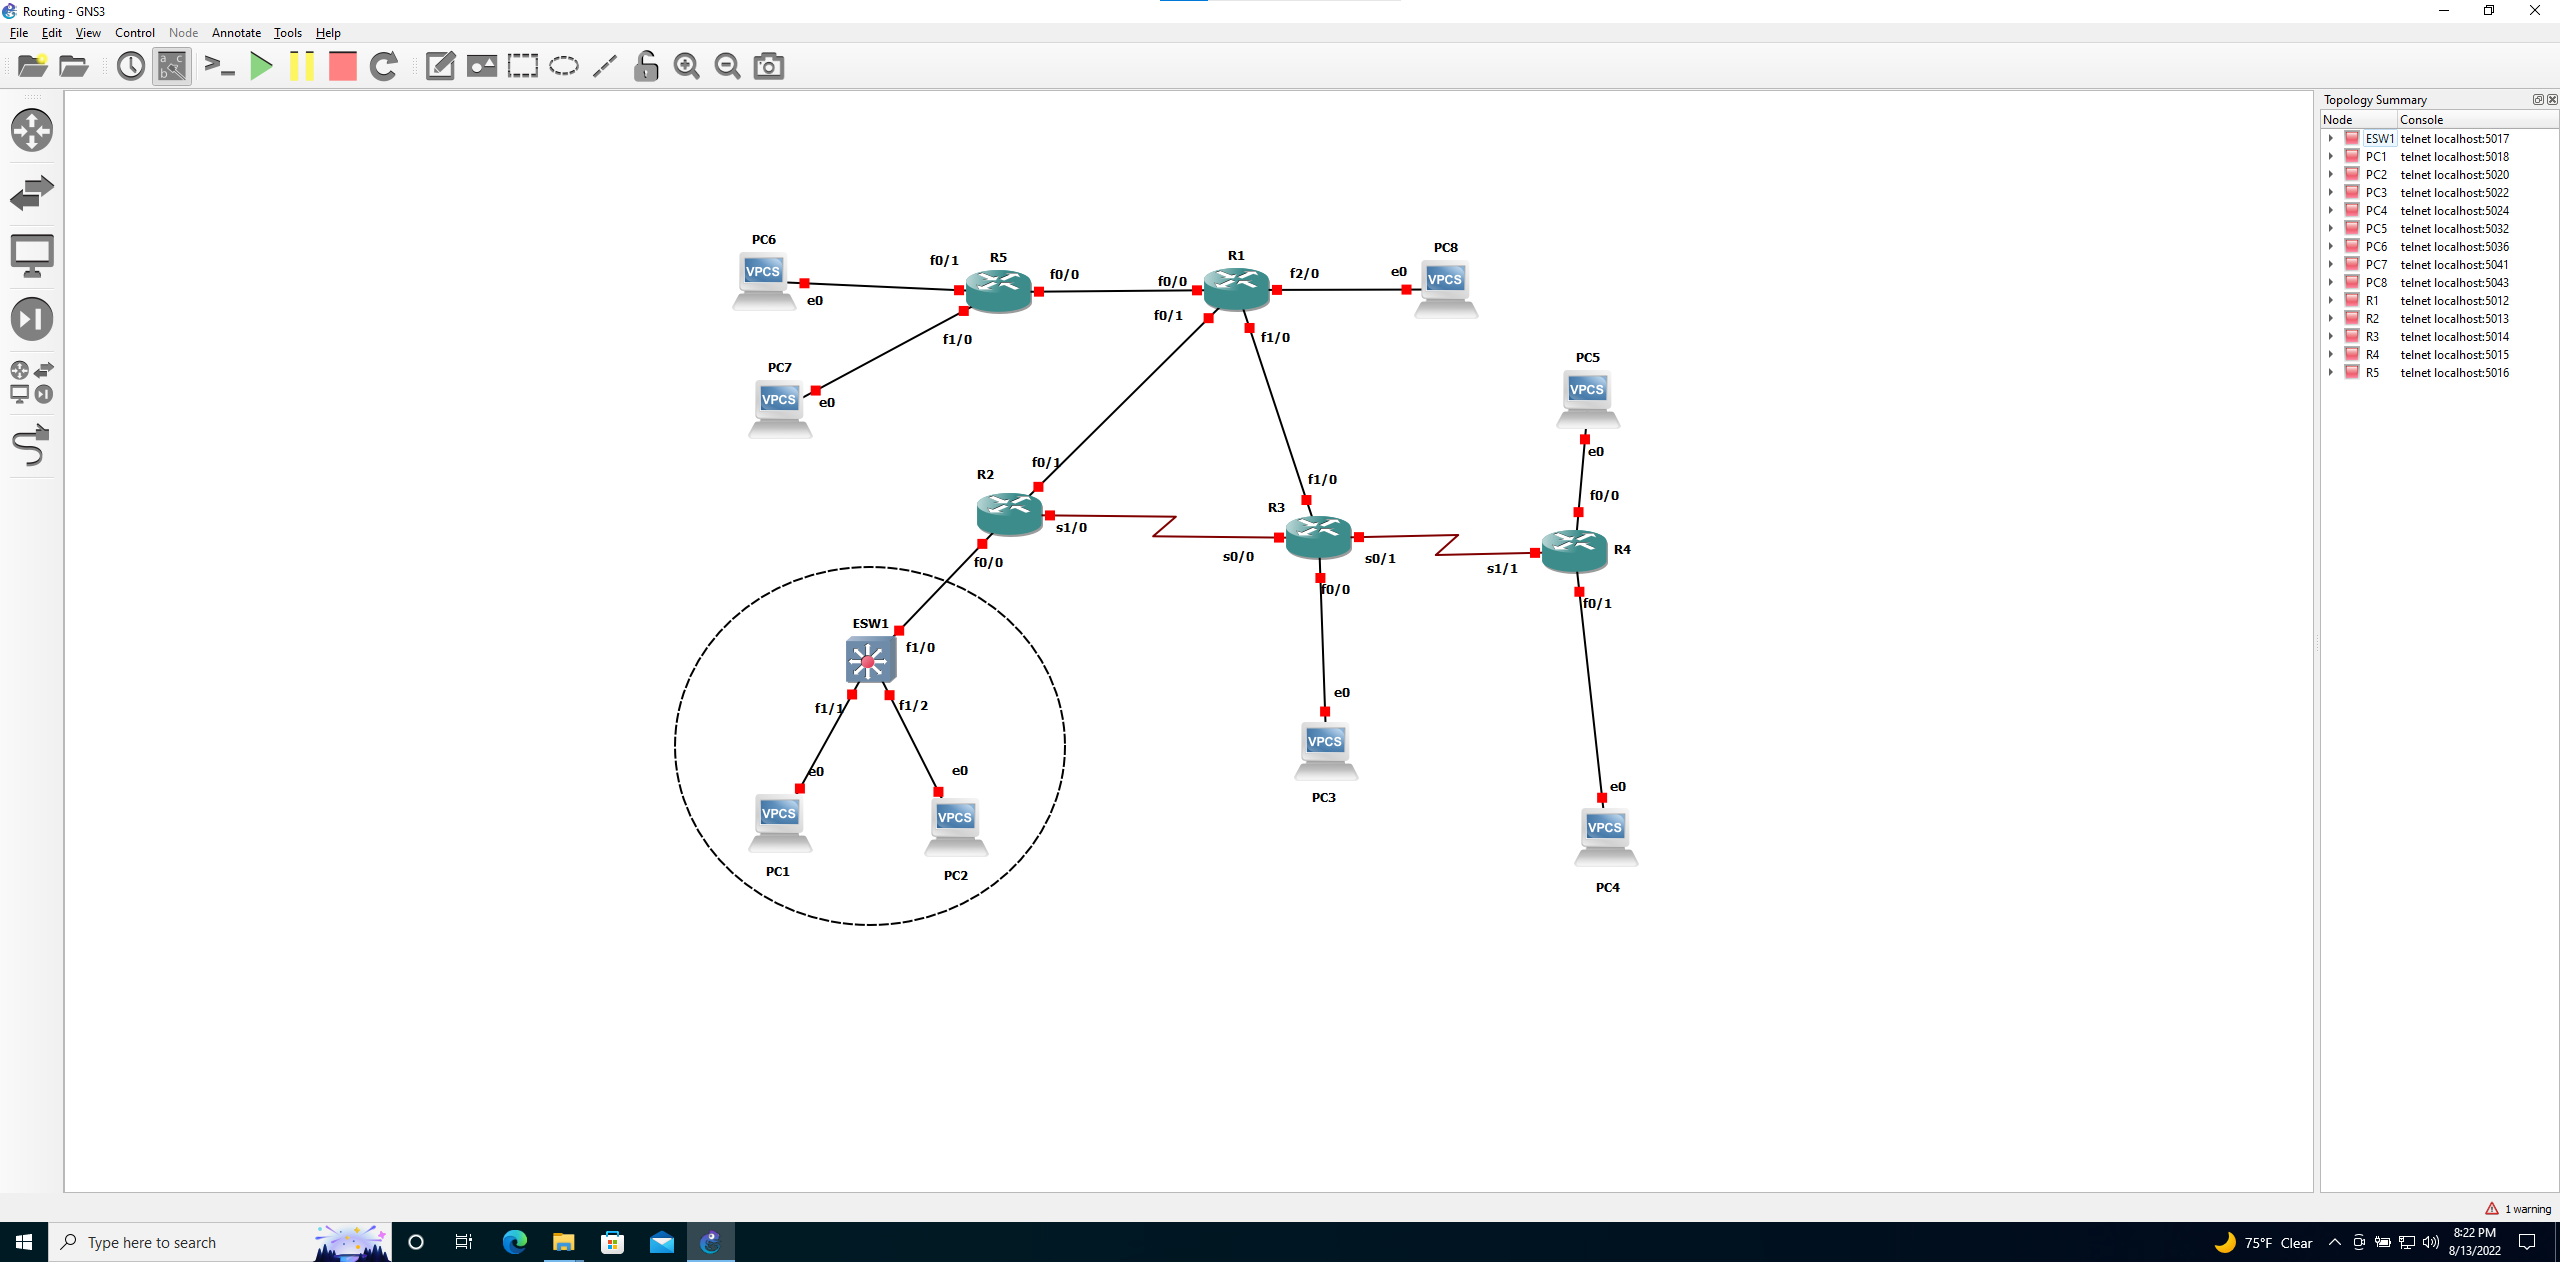 Routing - GNS3
File Edit View Control Node Annotate Tools Help
Topology Summary
Node Console
ESW1 telnet localhost:5017
PC1 telnet localhost:5018
PC2 telnet localhost:5020
PC3 telnet localhost:5022
PC4 telnet localhost:5024
PC5 telnet localhost:5032
PC6 telnet localhost:5036
PC7 telnet localhost:5041
PC8 telnet localhost:5043
R1 telnet localhost:5012
R2 telnet localhost:5013
R3 telnet localhost:5014
R4 telnet localhost:5015
R5 telnet localhost:5016
PC6
VPCS
e0
f0/1
R5
f0/0
f1/0
PC7
VPCS
e0
R1
f0/0
f0/1
f2/0
f1/0
PC8
e0
VPCS
PC5
VPCS
e0
f0/0
R4
s1/1
f0/1
R2
f0/1
s1/0
f0/0
R3
f1/0
s0/0
s0/1
f0/0
ESW1
f1/0
f1/1
f1/2
e0
e0
VPCS
PC1
VPCS
PC2
e0
VPCS
PC3
e0
VPCS
PC4
1 warning
Type here to search
75°F Clear
8:22 PM
8/13/2022